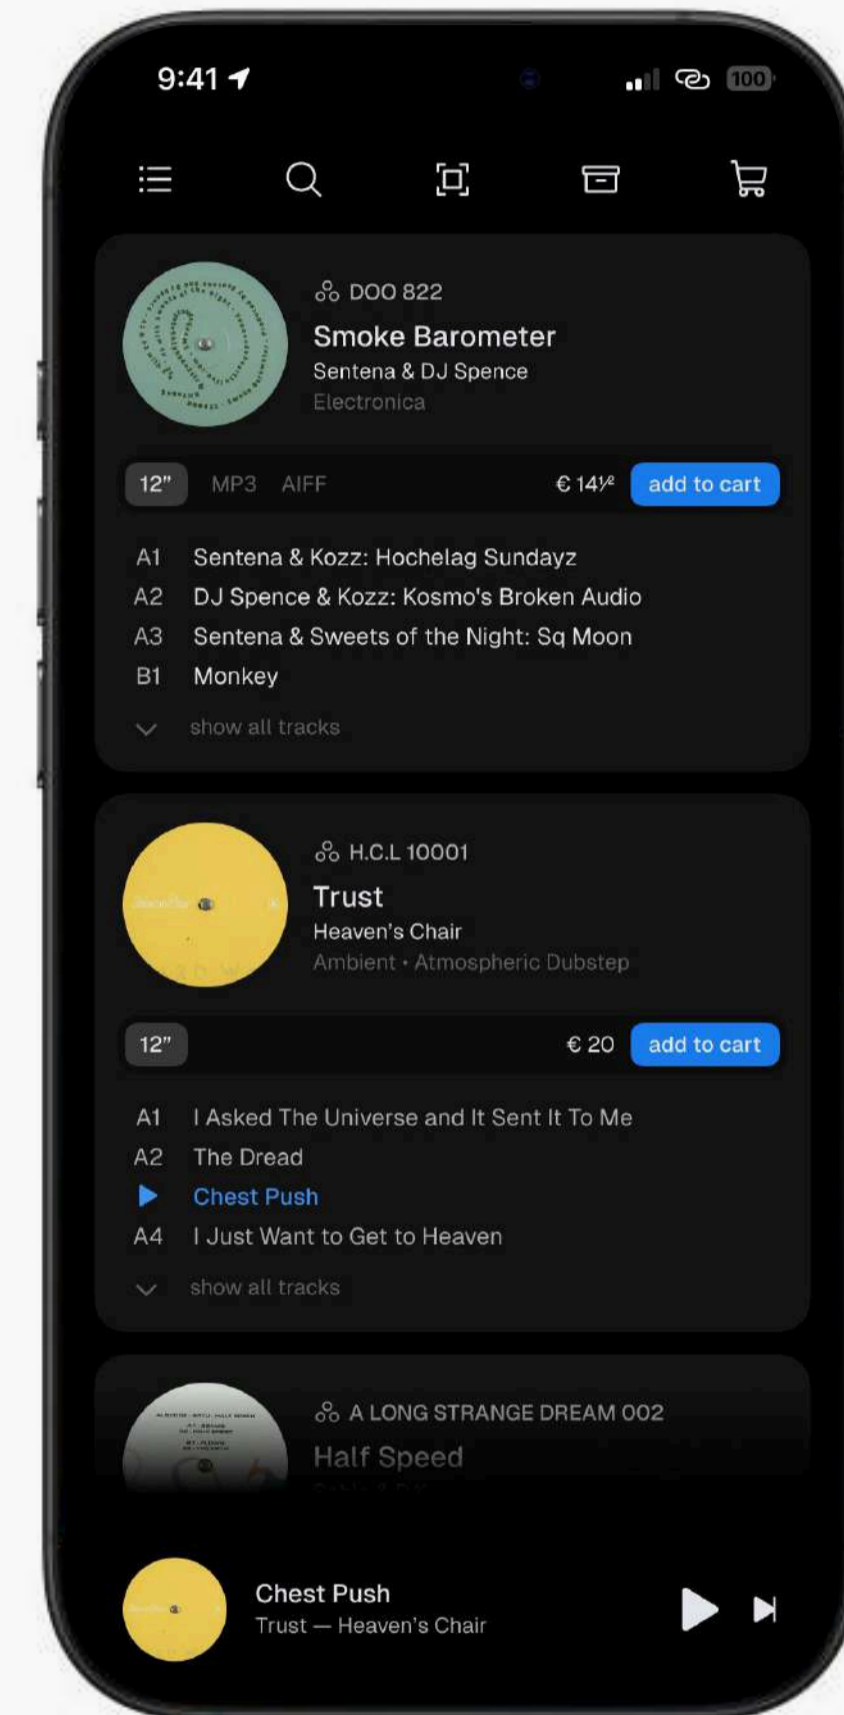 9:41
100
DOO 822
Smoke Barometer
Sentena & DJ Spence
Electronica
12” MP3 AIFF € 14½ add to cart
A1 Sentena & Kozz: Hochelag Sundayz
A2 DJ Spence & Kozz: Kosmo's Broken Audio
A3 Sentena & Sweets of the Night: Sq Moon
B1 Monkey
show all tracks
H.C.L 10001
Trust
Heaven’s Chair
Ambient • Atmospheric Dubstep
12” € 20 add to cart
A1 I Asked The Universe and It Sent It To Me
A2 The Dread
Chest Push
A4 I Just Want to Get to Heaven
show all tracks
A LONG STRANGE DREAM 002
Half Speed
Chest Push
Trust — Heaven’s Chair